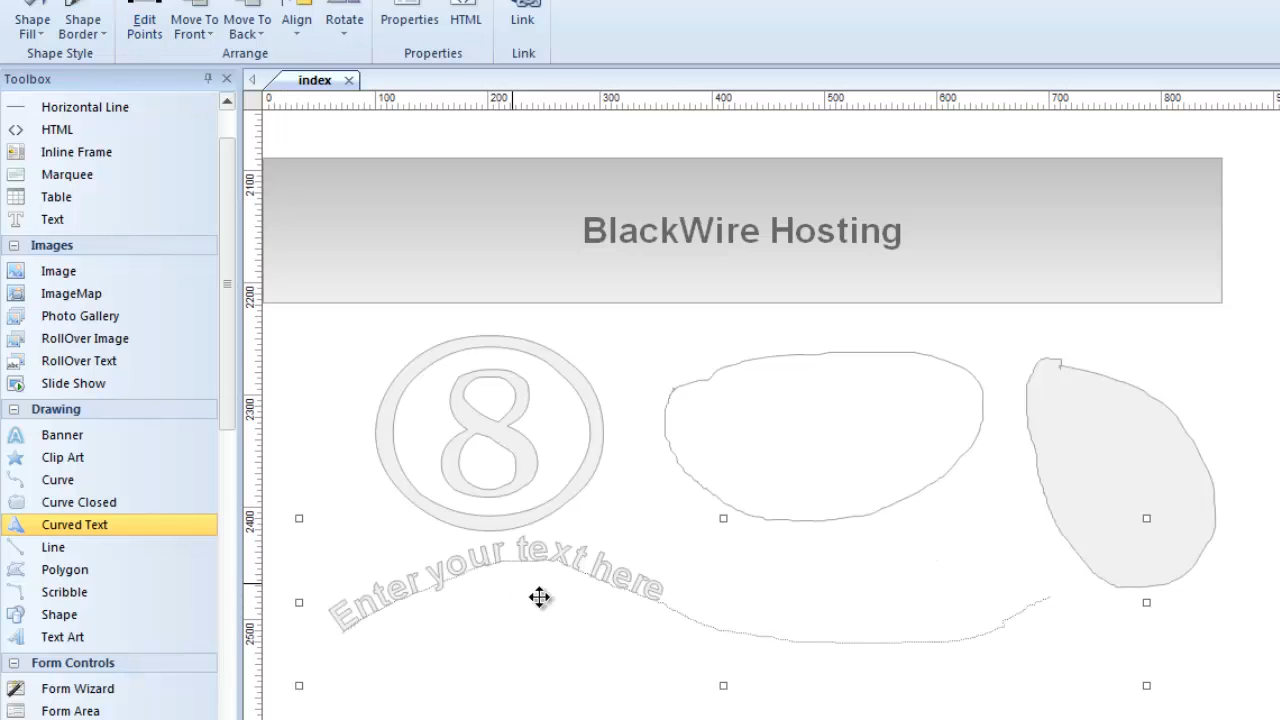 Shape Fill
Shape Border
Edit Points
Move To Front
Move To Back
Align
Rotate
Properties
HTML
Link
Shape Style
Arrange
Properties
Link
Toolbox
index
0 100 200 300 400 500 600 700 800
Horizontal Line
HTML
Inline Frame
Marquee
Table
Text
Images
Image
ImageMap
Photo Gallery
RollOver Image
RollOver Text
Slide Show
Drawing
Banner
Clip Art
Curve
Curve Closed
Curved Text
Line
Polygon
Scribble
Shape
Text Art
Form Controls
Form Wizard
Form Area
2100
2200
2300
2400
2500
BlackWire Hosting
8
Enter your text here